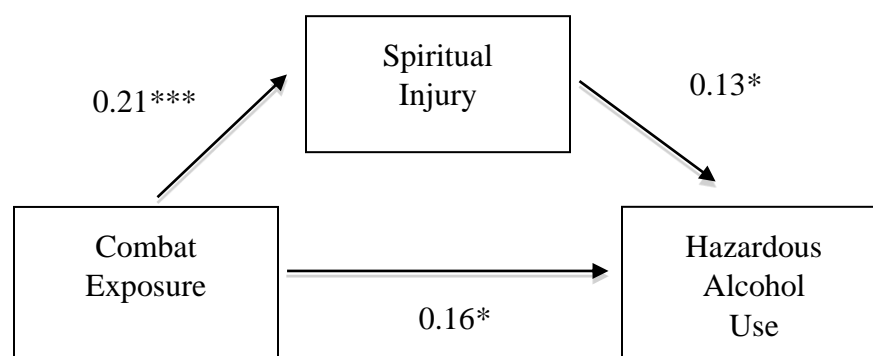 Spiritual
Injury
0.21***
0.13*
Combat
Exposure
Hazardous
Alcohol
Use
0.16*